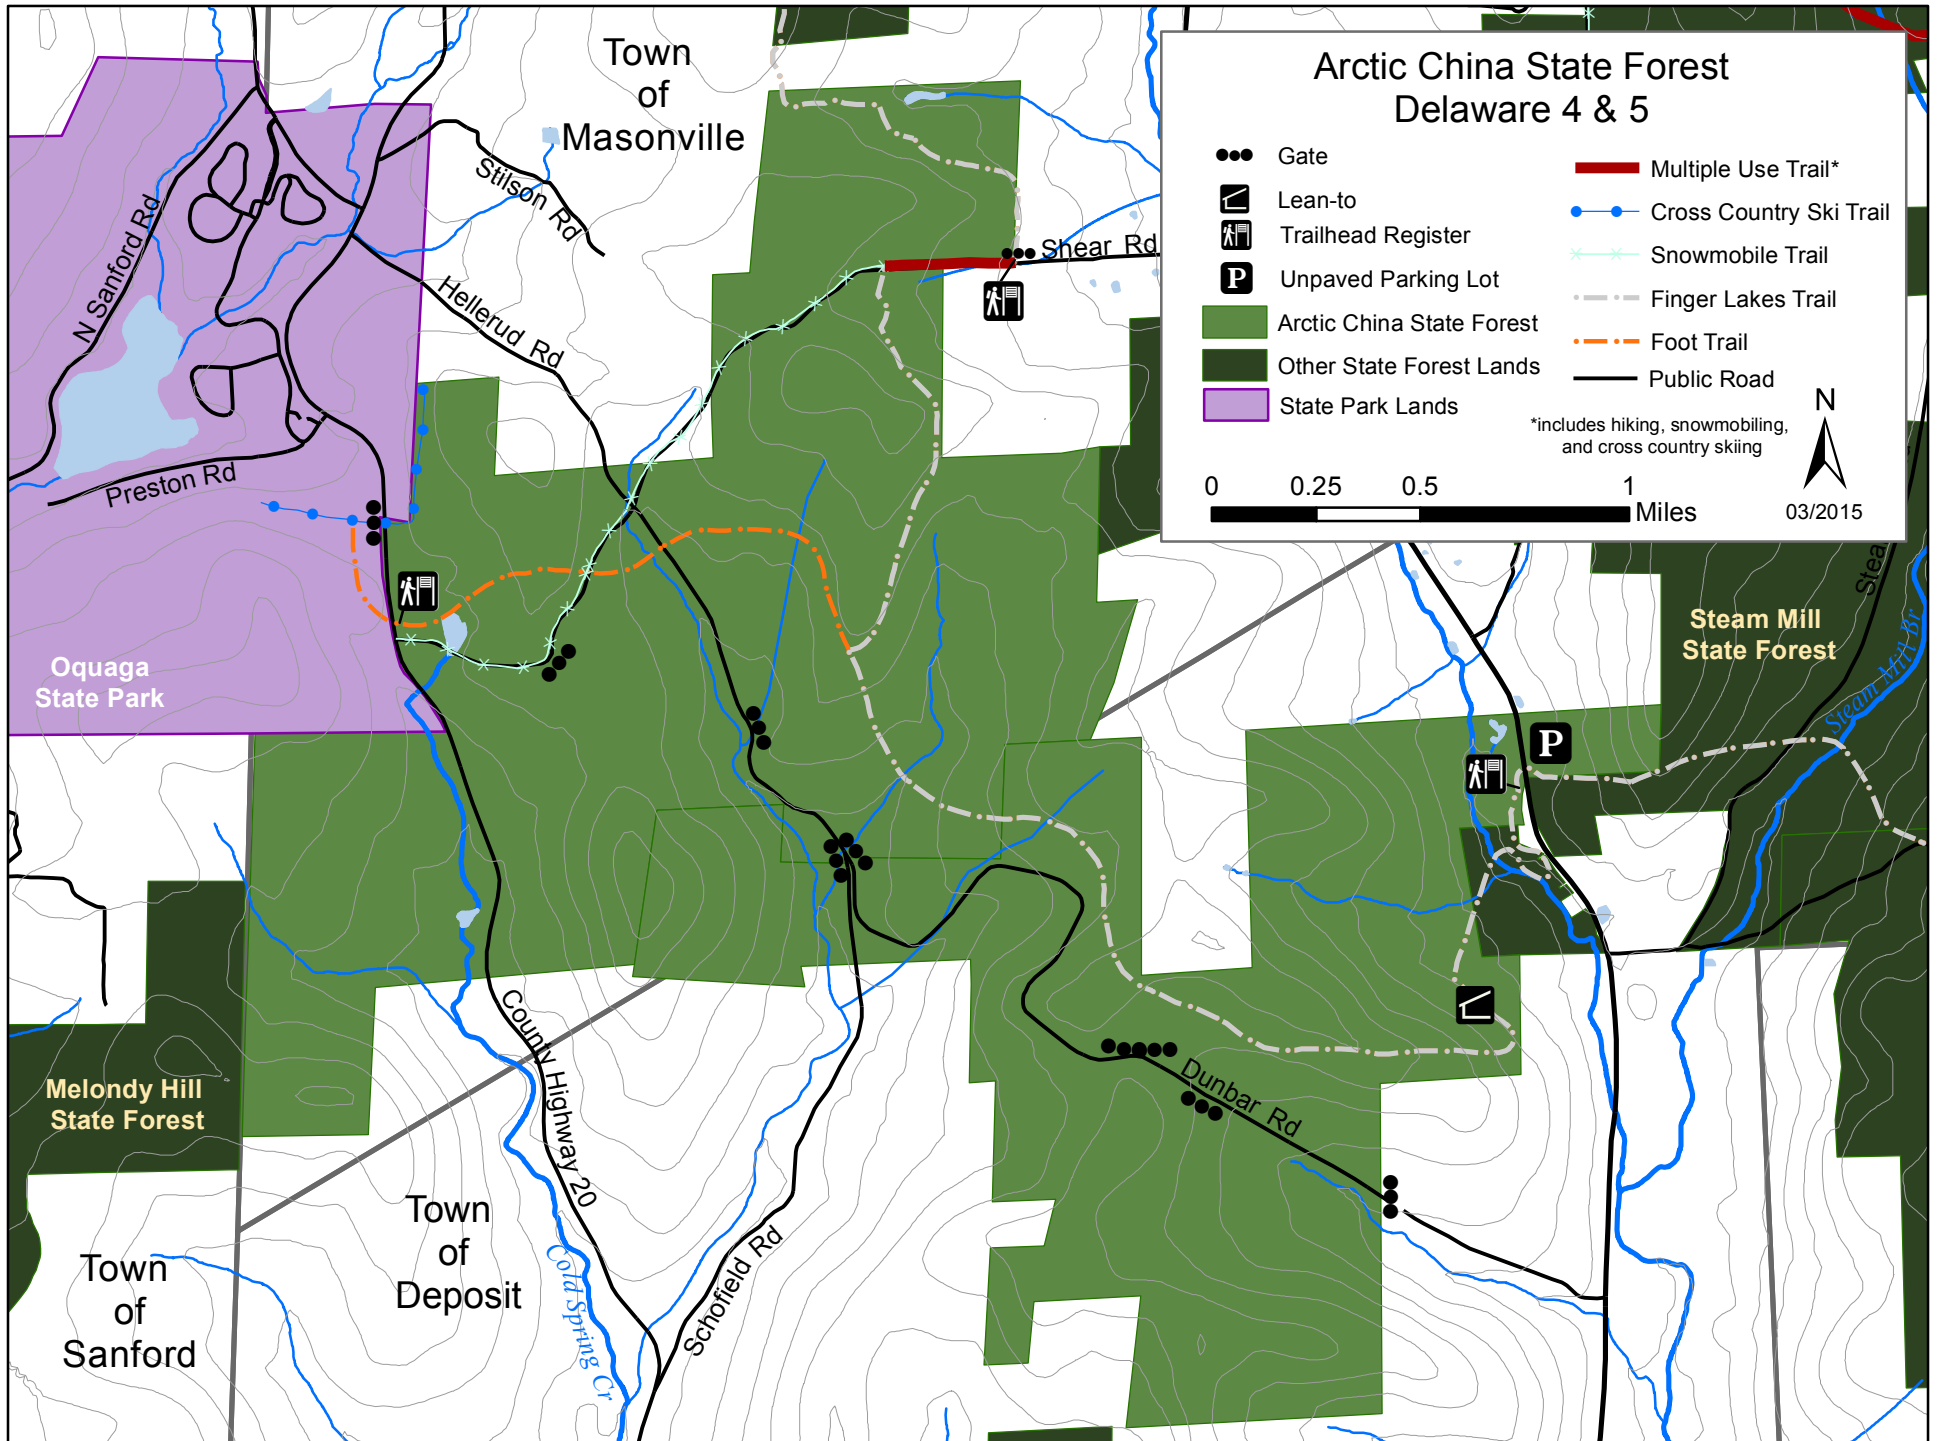 Arctic China State Forest
Delaware 4 & 5
Gate
Lean-to
Trailhead Register
P
Unpaved Parking Lot
Arctic China State Forest
Other State Forest Lands
State Park Lands
Multiple Use Trail*
Cross Country Ski Trail
Snowmobile Trail
Finger Lakes Trail
Foot Trail
Public Road
*includes hiking, snowmobiling,
and cross country skiing
N
0 0.25 0.5 1
Miles
03/2015
Town
of
Masonville
Stilson Rd
N Sanford Rd
Hellerud Rd
Shear Rd
Preston Rd
Oquaga
State Park
Steam Mill
State Forest
Steam Mill Br
P
Melondy Hill
State Forest
County Highway 20
Dunbar Rd
Town
of
Deposit
Cold Spring Cr
Schofield Rd
Town
of
Sanford